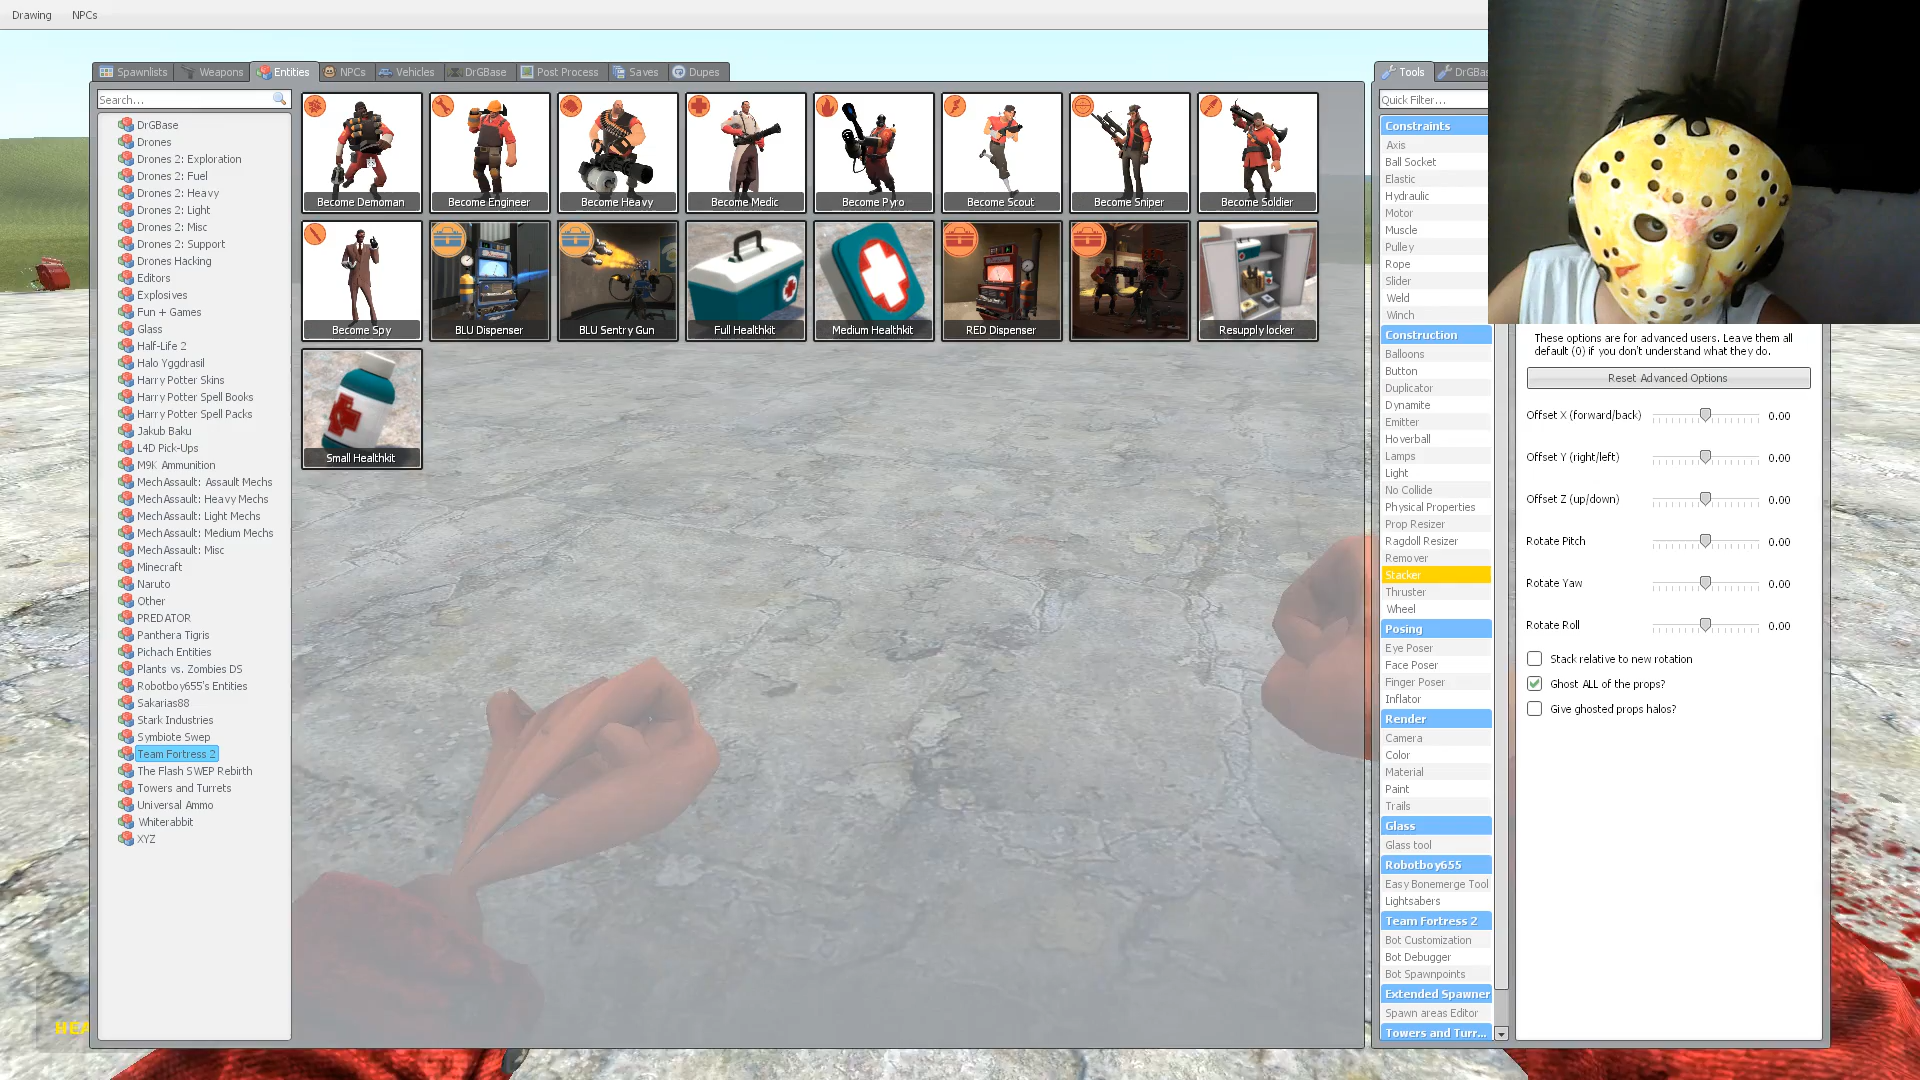 Drawing NPCs
Spawnlists Weapons Entities NPCs Vehicles DrGBase Post Process Saves Dupes
Search...
DrGBase
Drones
Drones 2: Exploration
Drones 2: Fuel
Drones 2: Heavy
Drones 2: Light
Drones 2: Misc
Drones 2: Support
Drones Hacking
Editors
Explosives
Fun + Games
Glass
Half-Life 2
Halo Yggdrasil
Harry Potter Skins
Harry Potter Spell Books
Harry Potter Spell Packs
Jakub Baku
L4D Pick-Ups
M9K Ammunition
MechAssault: Assault Mechs
MechAssault: Heavy Mechs
MechAssault: Light Mechs
MechAssault: Medium Mechs
MechAssault: Misc
Minecraft
Naruto
Other
PREDATOR
Panthera Tigris
Pichach Entities
Plants vs. Zombies DS
Robotboy655's Entities
Sakarias88
Stark Industries
Symbiote Swep
Team Fortress 2
The Flash SWEP Rebirth
Towers and Turrets
Universal Ammo
Whiterabbit
XYZ
Become Demoman Become Engineer Become Heavy Become Medic Become Pyro Become Scout Become Sniper Become Soldier
Become Spy BLU Dispenser BLU Sentry Gun Full Healthkit Medium Healthkit RED Dispenser Resupply locker
Small Healthkit
Tools
Quick Filter...
Constraints
Axis
Ball Socket
Elastic
Hydraulic
Motor
Muscle
Pulley
Rope
Slider
Weld
Winch
Construction
Balloons
Button
Duplicator
Dynamite
Emitter
Hoverball
Lamps
Light
No Collide
Physical Properties
Prop Resizer
Ragdoll Resizer
Remover
Stacker
Thruster
Wheel
Posing
Eye Poser
Face Poser
Finger Poser
Inflator
Render
Camera
Color
Material
Paint
Trails
Glass
Glass tool
Robotboy655
Easy Bonemerge Tool
Lightsabers
Team Fortress 2
Bot Customization
Bot Debugger
Bot Spawnpoints
Extended Spawner
Spawn areas Editor
Towers and Turr...
These options are for advanced users. Leave them all
default (0) if you don't understand what they do.
Reset Advanced Options
Offset X (forward/back) 0.00
Offset Y (right/left) 0.00
Offset Z (up/down) 0.00
Rotate Pitch 0.00
Rotate Yaw 0.00
Rotate Roll 0.00
Stack relative to new rotation
Ghost ALL of the props?
Give ghosted props halos?